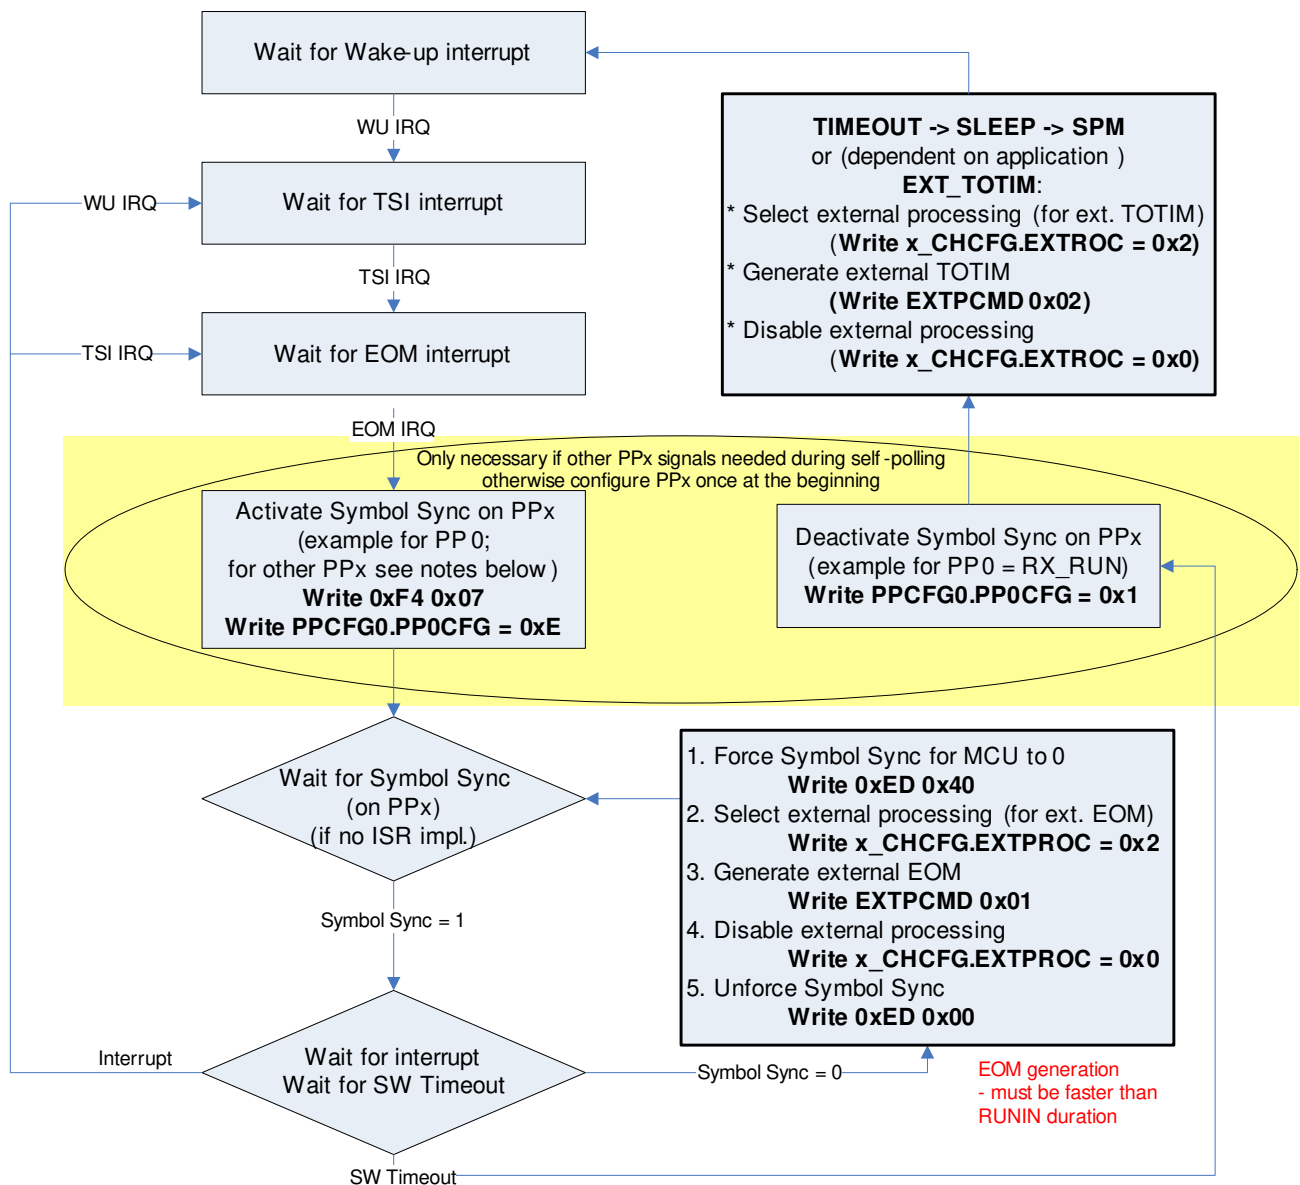 Wait for Wake-up interrupt
WU IRQ
Wait for TSI interrupt
WU IRQ
TSI IRQ
Wait for EOM interrupt
TSI IRQ
EOM IRQ
TIMEOUT -> SLEEP -> SPM
or (dependent on application )
EXT_TOTIM:
* Select external processing (for ext. TOTIM)
(Write x_CHCFG.EXTROC = 0x2)
* Generate external TOTIM
(Write EXTPCMD 0x02)
* Disable external processing
(Write x_CHCFG.EXTROC = 0x0)
Only necessary if other PPx signals needed during self-polling
otherwise configure PPx once at the beginning
Activate Symbol Sync on PPx
(example for PP0;
for other PPx see notes below)
Write 0xF4 0x07
Write PPCFG0.PP0CFG = 0xE
Deactivate Symbol Sync on PPx
(example for PP0 = RX_RUN)
Write PPCFG0.PP0CFG = 0x1
Wait for Symbol Sync
(on PPx)
(if no ISR impl.)
Symbol Sync = 1
1. Force Symbol Sync for MCU to 0
Write 0xED 0x40
2. Select external processing (for ext. EOM)
Write x_CHCFG.EXTPROC = 0x2
3. Generate external EOM
Write EXTPCMD 0x01
4. Disable external processing
Write x_CHCFG.EXTPROC = 0x0
5. Unforce Symbol Sync
Write 0xED 0x00
Interrupt
Wait for interrupt
Wait for SW Timeout
Symbol Sync = 0
EOM generation
- must be faster than
RUNIN duration
SW Timeout